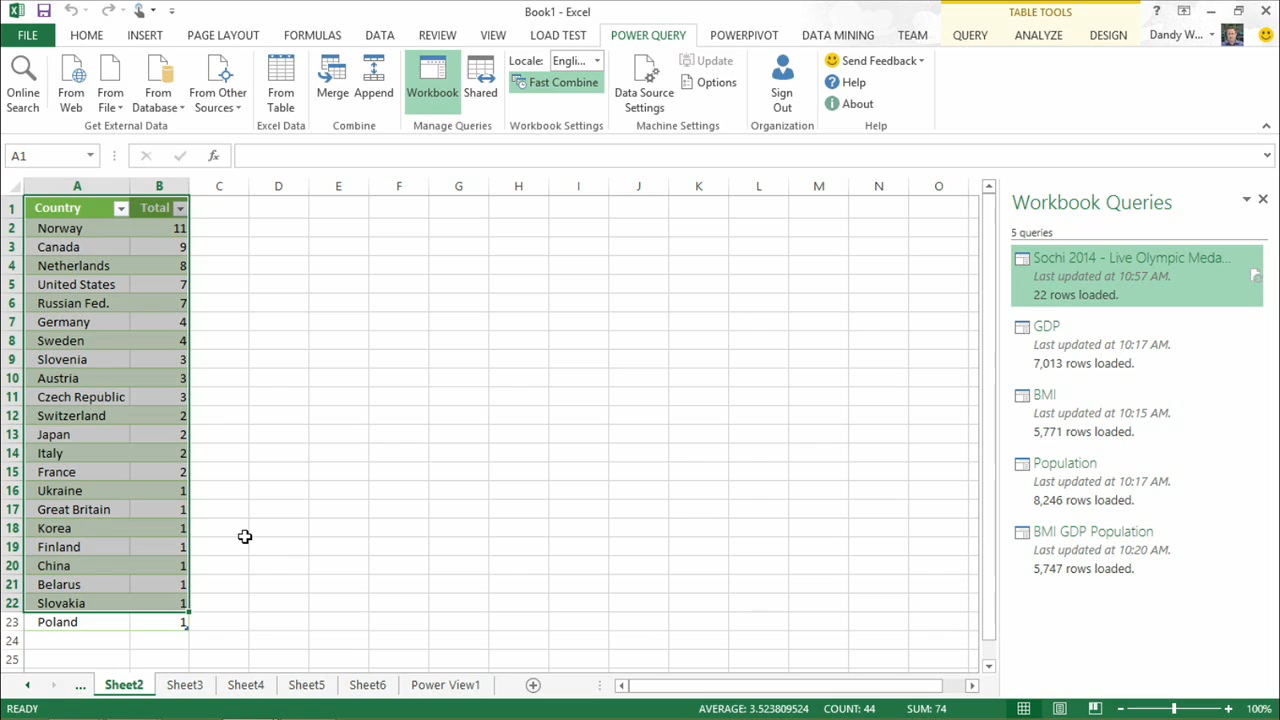 Book1 - Excel
TABLE TOOLS
?
FILE HOME INSERT PAGE LAYOUT FORMULAS DATA REVIEW VIEW LOAD TEST POWER QUERY POWERPIVOT DATA MINING TEAM QUERY ANALYZE DESIGN Dandy W...
Online Search
From Web
From File
From Database
From Other Sources
Get External Data
From Table
Excel Data
Merge
Append
Combine
Workbook
Shared
Manage Queries
Locale: Engli...
Fast Combine
Workbook Settings
Data Source Settings
Update
Options
Machine Settings
Sign Out
Organization
Send Feedback
Help
About
Help
A1
fx
A B C D E F G H I J K L M N O
1 Country Total
2 Norway 11
3 Canada 9
4 Netherlands 8
5 United States 7
6 Russian Fed. 7
7 Germany 4
8 Sweden 4
9 Slovenia 3
10 Austria 3
11 Czech Republic 3
12 Switzerland 2
13 Japan 2
14 Italy 2
15 France 2
16 Ukraine 1
17 Great Britain 1
18 Korea 1
19 Finland 1
20 China 1
21 Belarus 1
22 Slovakia 1
23 Poland 1
24
25
Workbook Queries
5 queries
Sochi 2014 - Live Olympic Meda...
Last updated at 10:57 AM.
22 rows loaded.
GDP
Last updated at 10:17 AM.
7,013 rows loaded.
BMI
Last updated at 10:15 AM.
5,771 rows loaded.
Population
Last updated at 10:17 AM.
8,246 rows loaded.
BMI GDP Population
Last updated at 10:20 AM.
5,747 rows loaded.
... Sheet2 Sheet3 Sheet4 Sheet5 Sheet6 Power View1
READY AVERAGE: 3.523809524 COUNT: 44 SUM: 74 100%